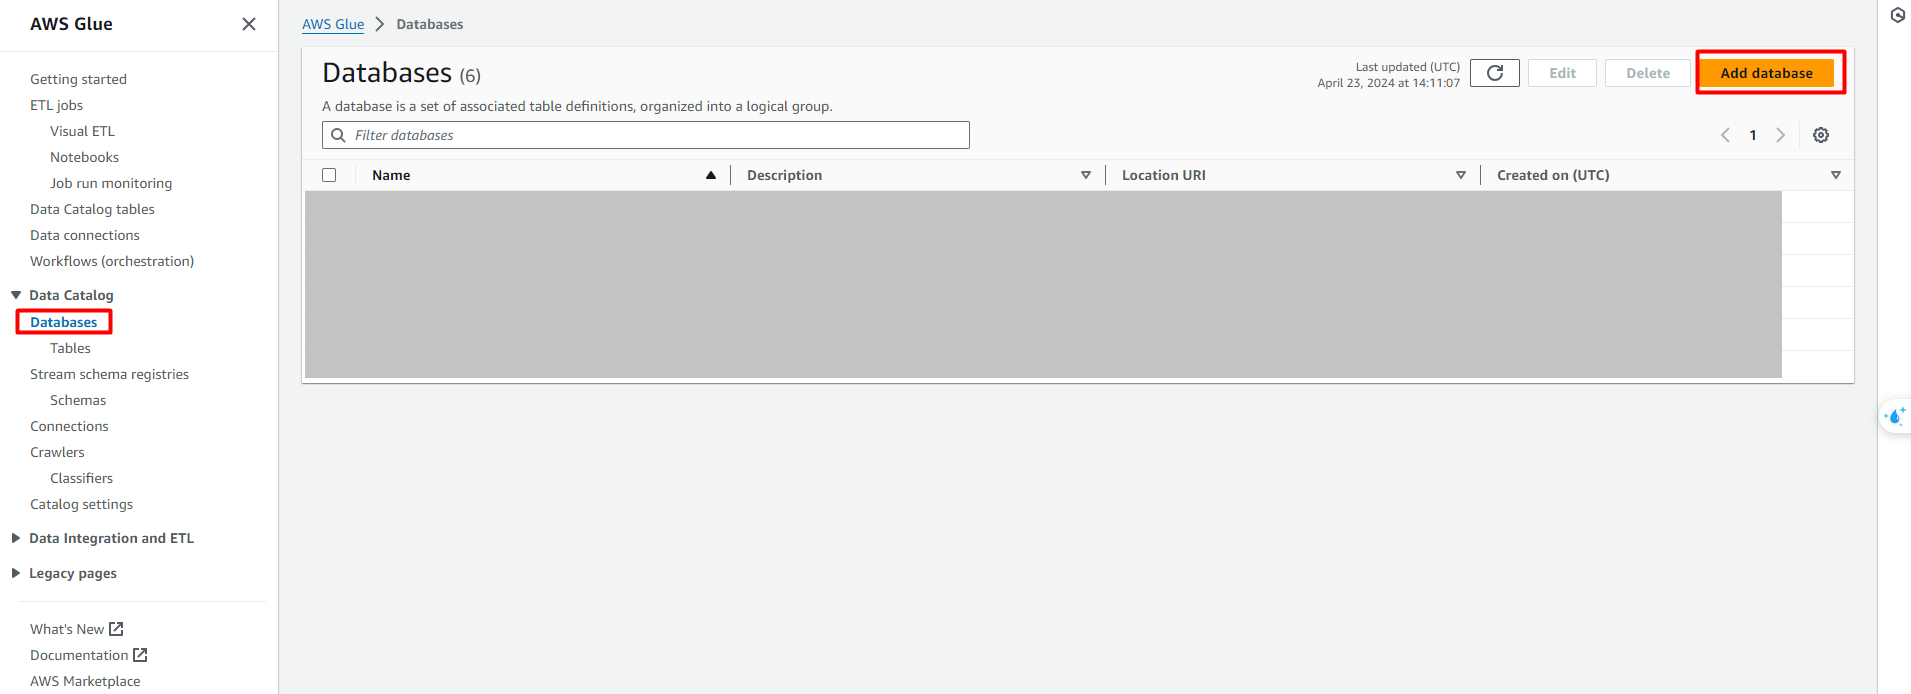 AWS Glue
Getting started
ETL jobs
Visual ETL
Notebooks
Job run monitoring
Data Catalog tables
Data connections
Workflows (orchestration)
Data Catalog
Databases
Tables
Stream schema registries
Schemas
Connections
Crawlers
Classifiers
Catalog settings
Data Integration and ETL
Legacy pages
What's New
Documentation
AWS Marketplace
AWS Glue Databases
Databases (6)
Last updated (UTC)
April 23, 2024 at 14:11:07
Edit
Delete
Add database
A database is a set of associated table definitions, organized into a logical group.
Filter databases
1
Name Description Location URI Created on (UTC)